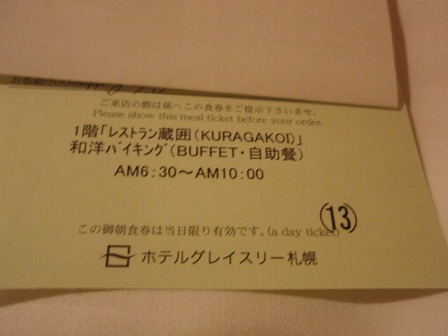 ご来店の際は係へこの食券をご提示下さいませ。
Please show this meal ticket before your order.
1階「レストラン蔵囲(KURAGAKOI)」
和洋バイキング(BUFFET・自助餐)
AM6:30～AM10:00
13
この御朝食券は当日限り有効です。(a day ticket)
ホテルグレイスリー札幌